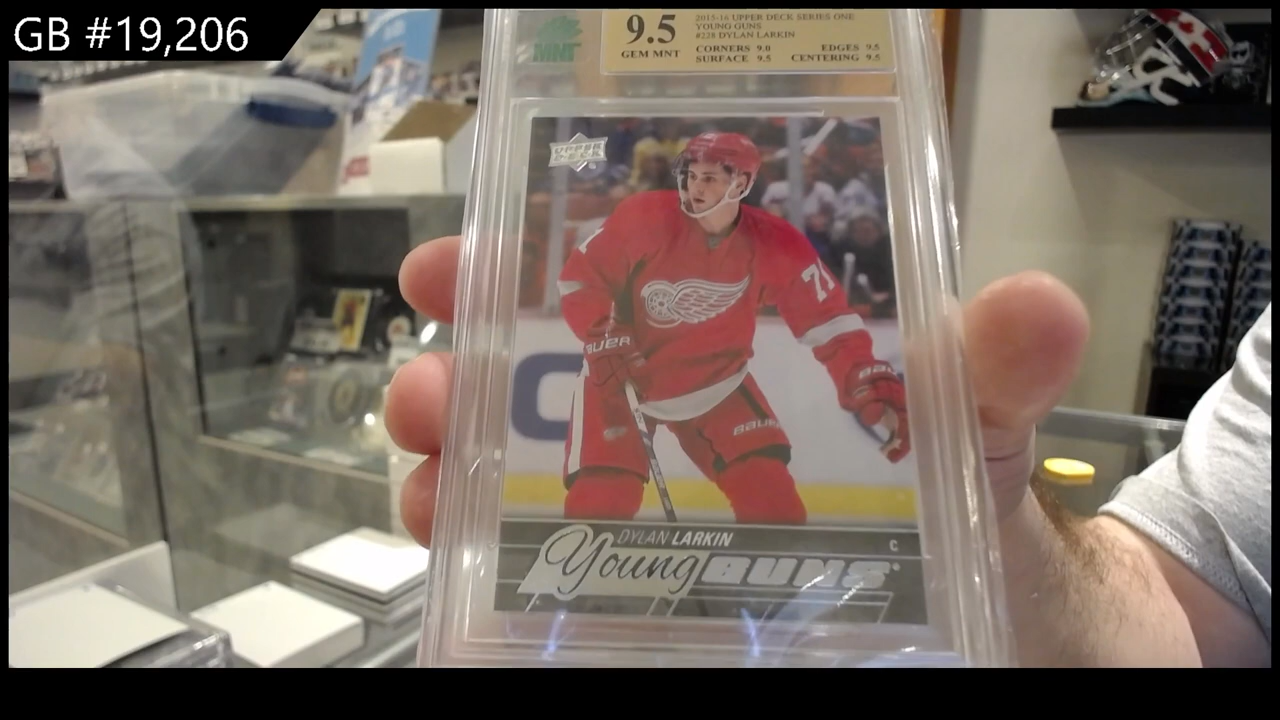 GB #19,206
MNT
9.5
GEM MNT
2015-16 UPPER DECK SERIES ONE
YOUNG GUNS
#228 DYLAN LARKIN
CORNERS 9.0 EDGES 9.5
SURFACE 9.5 CENTERING 9.5
UPPER
DECK
71
BAUER
DYLAN LARKIN
C
Young GUNS